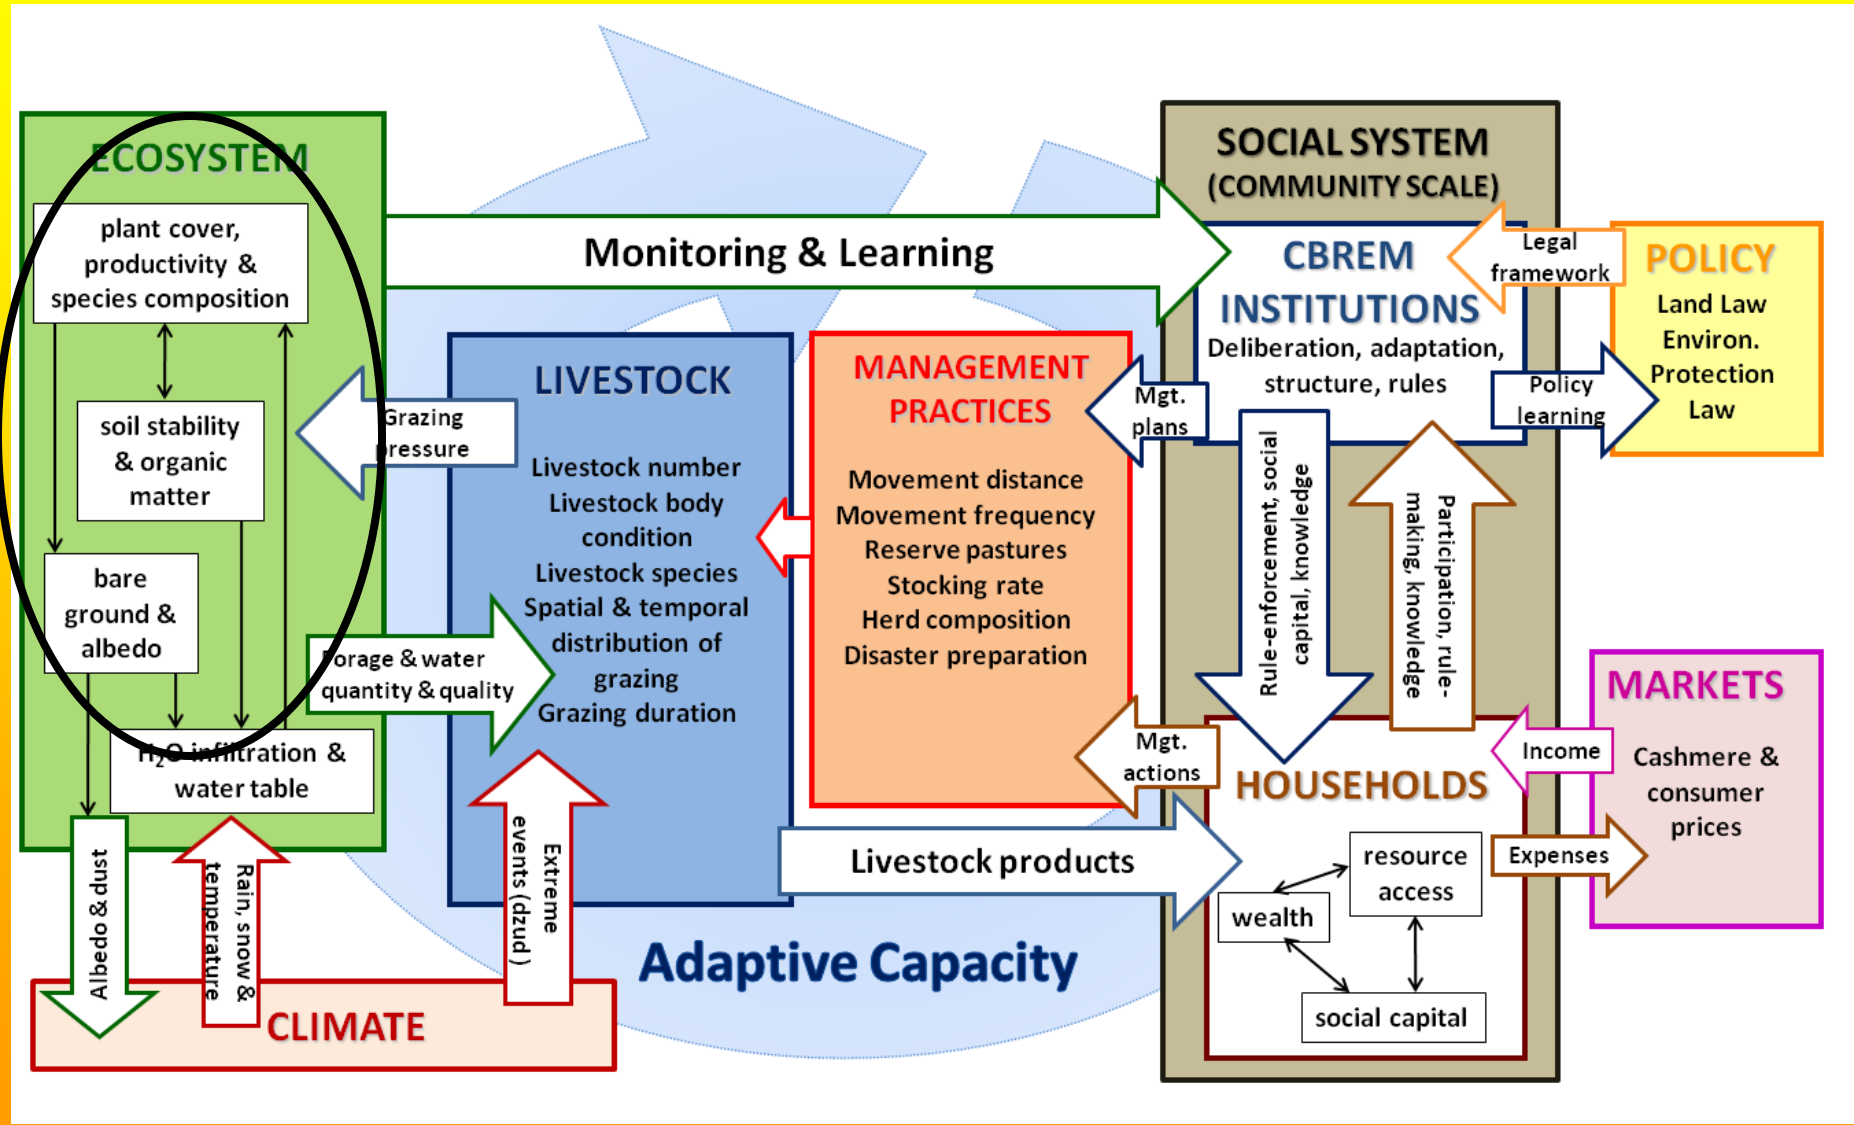 ECOSYSTEM
plant cover,
productivity &
species composition
soil stability
& organic
matter
bare
ground &
albedo
H₂O infiltration &
water table
Albedo & dust
Rain, snow &
temperature
CLIMATE
Extreme
events (dzud )
Grazing
pressure
Forage & water
quantity & quality
Monitoring & Learning
LIVESTOCK
Livestock number
Livestock body
condition
Livestock species
Spatial & temporal
distribution of
grazing
Grazing duration
MANAGEMENT
PRACTICES
Movement distance
Movement frequency
Reserve pastures
Stocking rate
Herd composition
Disaster preparation
Livestock products
Adaptive Capacity
SOCIAL SYSTEM
(COMMUNITY SCALE)
CBREM
INSTITUTIONS
Deliberation, adaptation,
structure, rules
Mgt.
plans
Rule-enforcement, social
capital, knowledge
Participation, rule-
making, knowledge
Mgt.
actions
HOUSEHOLDS
resource
access
wealth
social capital
Legal
framework
Policy
learning
POLICY
Land Law
Environ.
Protection
Law
MARKETS
Income
Cashmere &
consumer
prices
Expenses